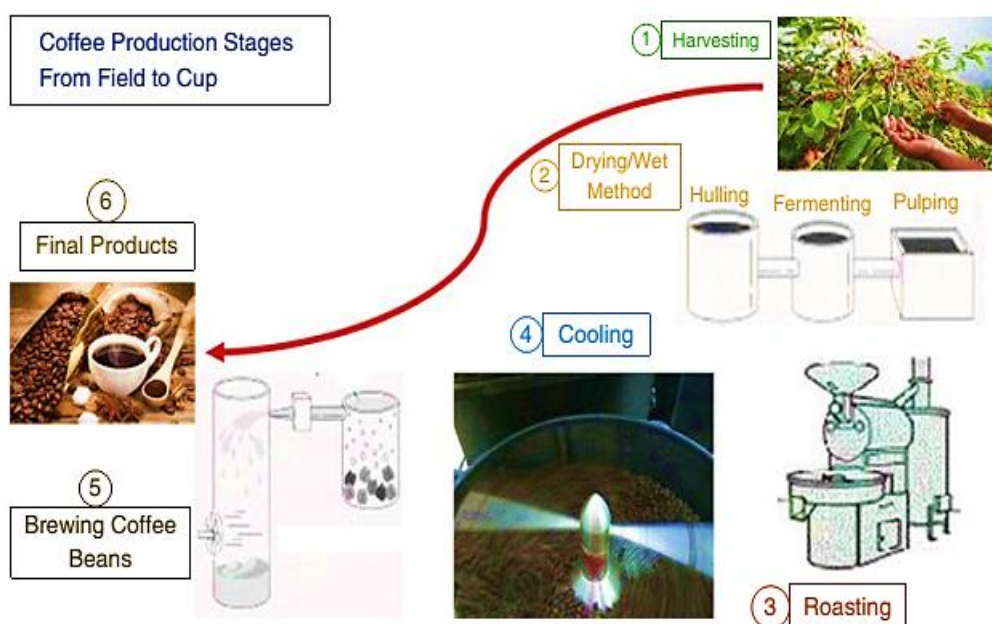 Coffee Production Stages
From Field to Cup
1 Harvesting
2 Drying/Wet
Method
Hulling Fermenting Pulping
3 Roasting
4 Cooling
5
Brewing Coffee
Beans
6
Final Products